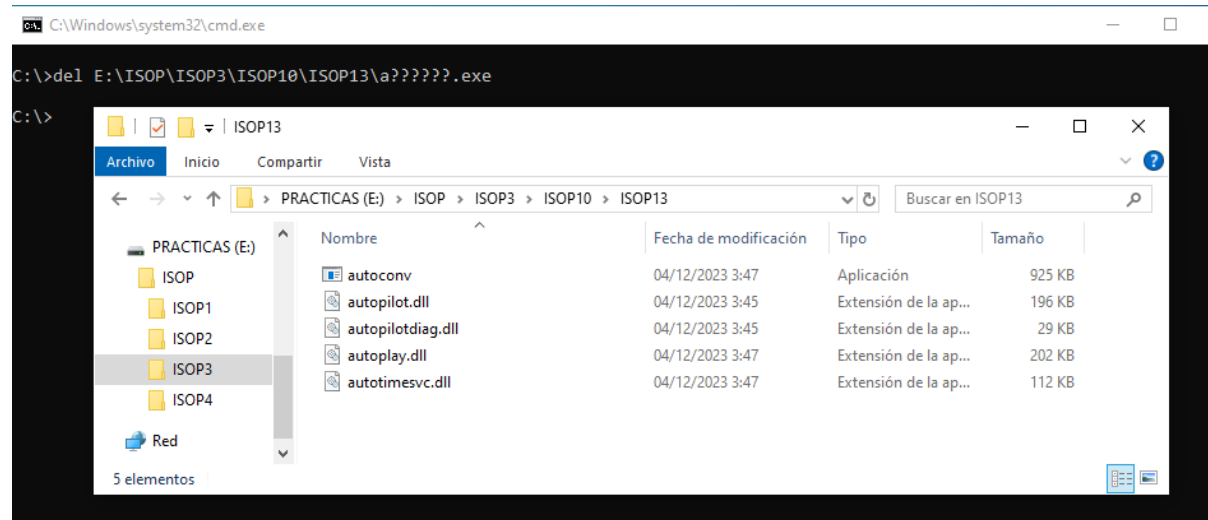 C:\Windows\system32\cmd.exe
C:\>del E:\ISOP\ISOP3\ISOP10\ISOP13\a??????.exe
C:\>
ISOP13
Archivo Inicio Compartir Vista
PRACTICAS (E:) > ISOP > ISOP3 > ISOP10 > ISOP13 Buscar en ISOP13
PRACTICAS (E:)
ISOP
ISOP1
ISOP2
ISOP3
ISOP4
Red
Nombre Fecha de modificación Tipo Tamaño
autoconv 04/12/2023 3:47 Aplicación 925 KB
autopilot.dll 04/12/2023 3:45 Extensión de la ap... 196 KB
autopilotdiag.dll 04/12/2023 3:45 Extensión de la ap... 29 KB
autoplay.dll 04/12/2023 3:47 Extensión de la ap... 202 KB
autotimesvc.dll 04/12/2023 3:47 Extensión de la ap... 112 KB
5 elementos